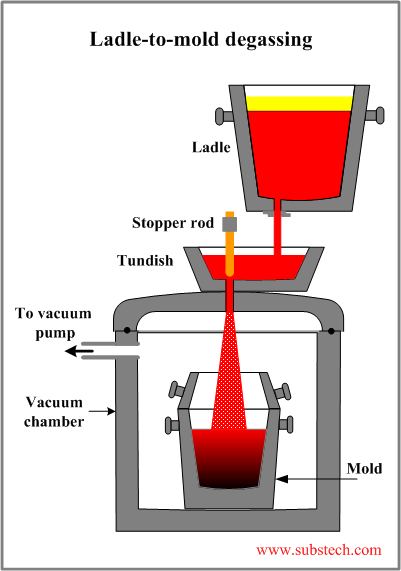 Ladle-to-mold degassing
Ladle
Stopper rod
Tundish
To vacuum
pump
Vacuum
chamber
Mold
www.substech.com